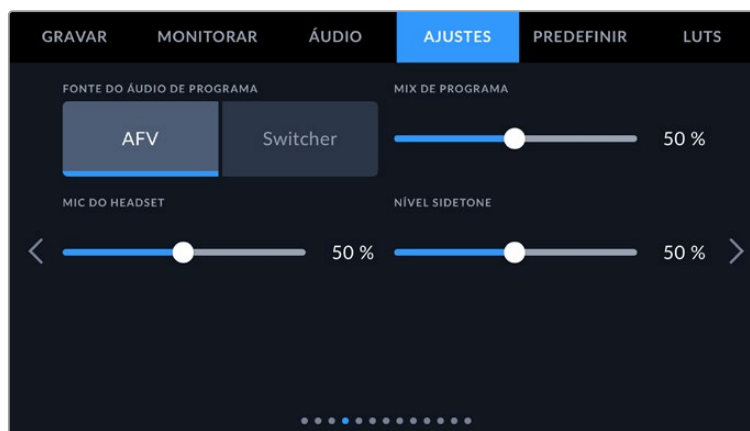 GRAVAR MONITORAR ÁUDIO AJUSTES PREDEFINIR LUTS
FONTE DO ÁUDIO DE PROGRAMA MIX DE PROGRAMA
AFV Switcher 50 %
MIC DO HEADSET NÍVEL SIDETONE
50 % 50 %